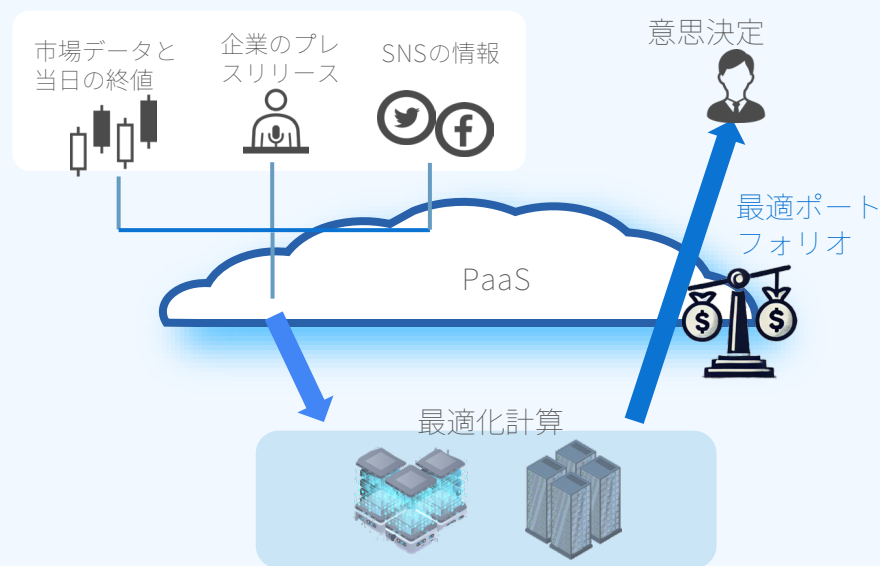 市場データと
当日の終値
企業のプレ
スリリース
SNSの情報
意思決定
最適ポート
フォリオ
PaaS
$
$
最適化計算